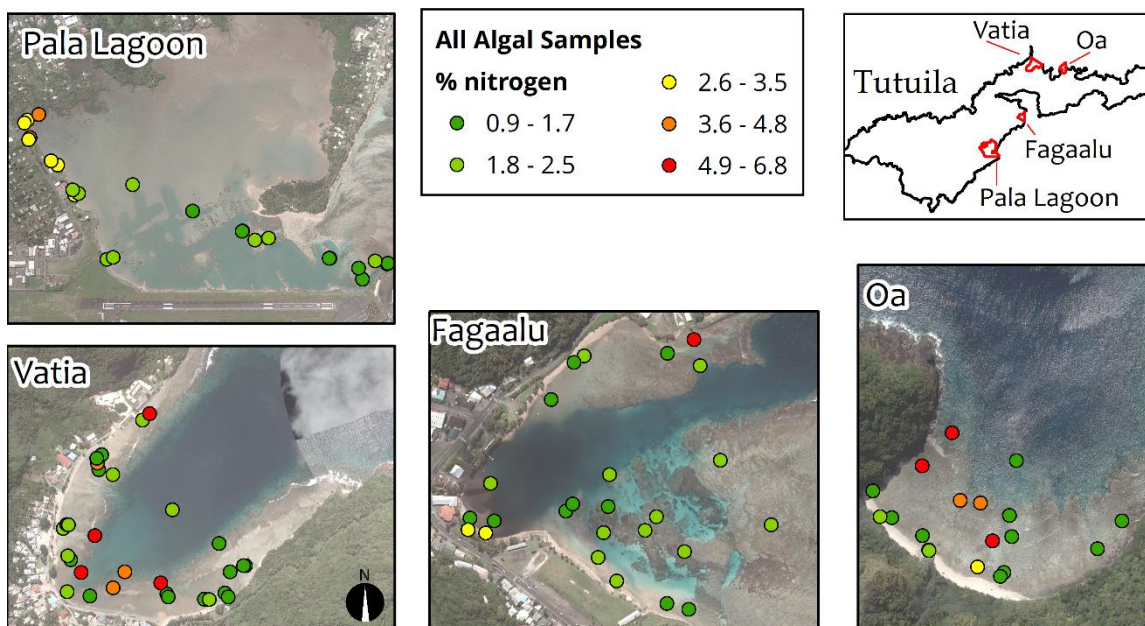 Pala Lagoon
All Algal Samples
% nitrogen
0.9 - 1.7
1.8 - 2.5
2.6 - 3.5
3.6 - 4.8
4.9 - 6.8
Vatia
Oa
Tutuila
Fagaalu
Pala Lagoon
Vatia
N
Fagaalu
Oa